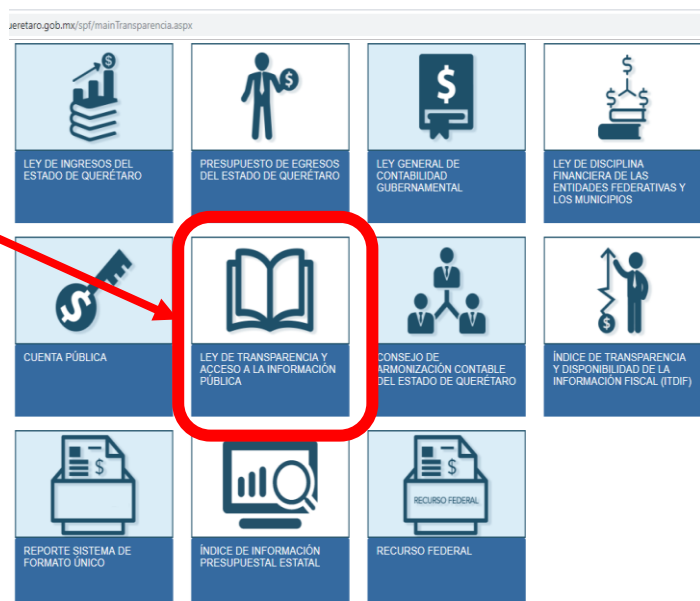 ueretaro.gob.mx/spf/mainTransparencia.aspx
$
$
$
$ $
LEY DE INGRESOS DEL
ESTADO DE QUERÉTARO
PRESUPUESTO DE EGRESOS
DEL ESTADO DE QUERÉTARO
LEY GENERAL DE
CONTABILIDAD
GUBERNAMENTAL
LEY DE DISCIPLINA
FINANCIERA DE LAS
ENTIDADES FEDERATIVAS Y
LOS MUNICIPIOS
$
$
CUENTA PÚBLICA
LEY DE TRANSPARENCIA Y
ACCESO A LA INFORMACIÓN
PÚBLICA
CONSEJO DE
ARMONIZACIÓN CONTABLE
DEL ESTADO DE QUERÉTARO
ÍNDICE DE TRANSPARENCIA
Y DISPONIBILIDAD DE LA
INFORMACIÓN FISCAL (ITDIF)
$
$
RECURSO FEDERAL
REPORTE SISTEMA DE
FORMATO ÚNICO
ÍNDICE DE INFORMACIÓN
PRESUPUESTAL ESTATAL
RECURSO FEDERAL